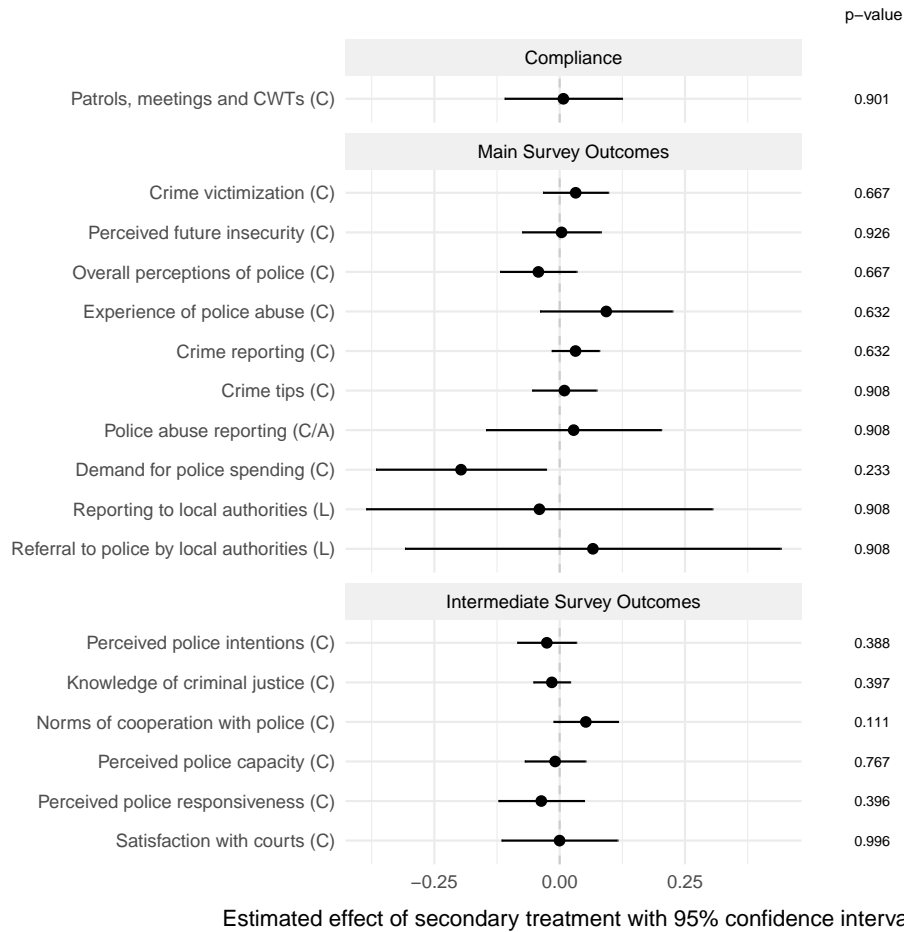 p−value
Compliance
Patrols, meetings and CWTs (C) 0.901
Main Survey Outcomes
Crime victimization (C) 0.667
Perceived future insecurity (C) 0.926
Overall perceptions of police (C) 0.667
Experience of police abuse (C) 0.632
Crime reporting (C) 0.632
Crime tips (C) 0.908
Police abuse reporting (C/A) 0.908
Demand for police spending (C) 0.233
Reporting to local authorities (L) 0.908
Referral to police by local authorities (L) 0.908
Intermediate Survey Outcomes
Perceived police intentions (C) 0.388
Knowledge of criminal justice (C) 0.397
Norms of cooperation with police (C) 0.111
Perceived police capacity (C) 0.767
Perceived police responsiveness (C) 0.396
Satisfaction with courts (C) 0.996
−0.25 0.00 0.25
Estimated effect of secondary treatment with 95% confidence interva